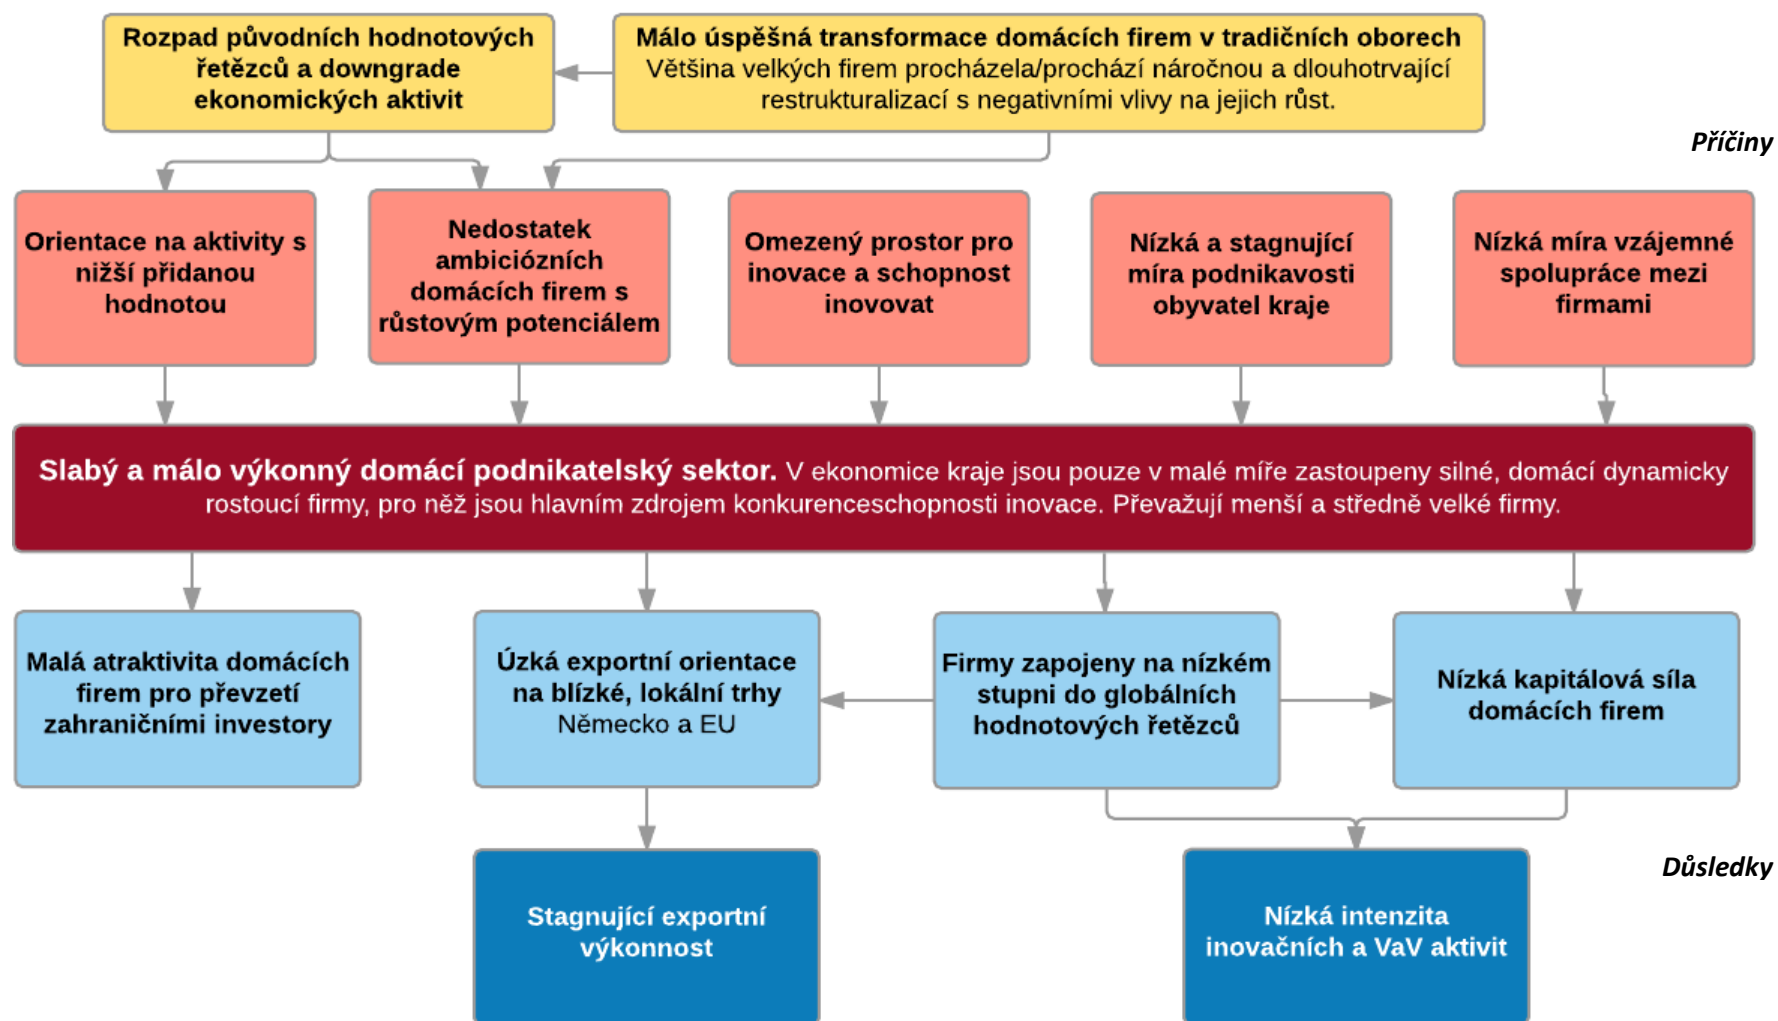 Rozpad původních hodnotových
řetězců a downgrade
ekonomických aktivit
Málo úspěšná transformace domácích firem v tradičních oborech
Většina velkých firem procházela/prochází náročnou a dlouhotrvající
restrukturalizací s negativními vlivy na jejich růst.
Příčiny
Orientace na aktivity s
nižší přidanou
hodnotou
Nedostatek
ambiciózních
domácích firem s
růstovým potenciálem
Omezený prostor pro
inovace a schopnost
inovovat
Nízká a stagnující
míra podnikavosti
obyvatel kraje
Nízká míra vzájemné
spolupráce mezi
firmami
Slabý a málo výkonný domácí podnikatelský sektor. V ekonomice kraje jsou pouze v malé míře zastoupeny silné, domácí dynamicky
rostoucí firmy, pro něž jsou hlavním zdrojem konkurenceschopnosti inovace. Převažují menší a středně velké firmy.
Malá atraktivita domácích
firem pro převzetí
zahraničními investory
Úzká exportní orientace
na blízké, lokální trhy
Německo a EU
Firmy zapojeny na nízkém
stupni do globálních
hodnotových řetězců
Nízká kapitálová síla
domácích firem
Důsledky
Stagnující exportní
výkonnost
Nízká intenzita
inovačních a VaV aktivit